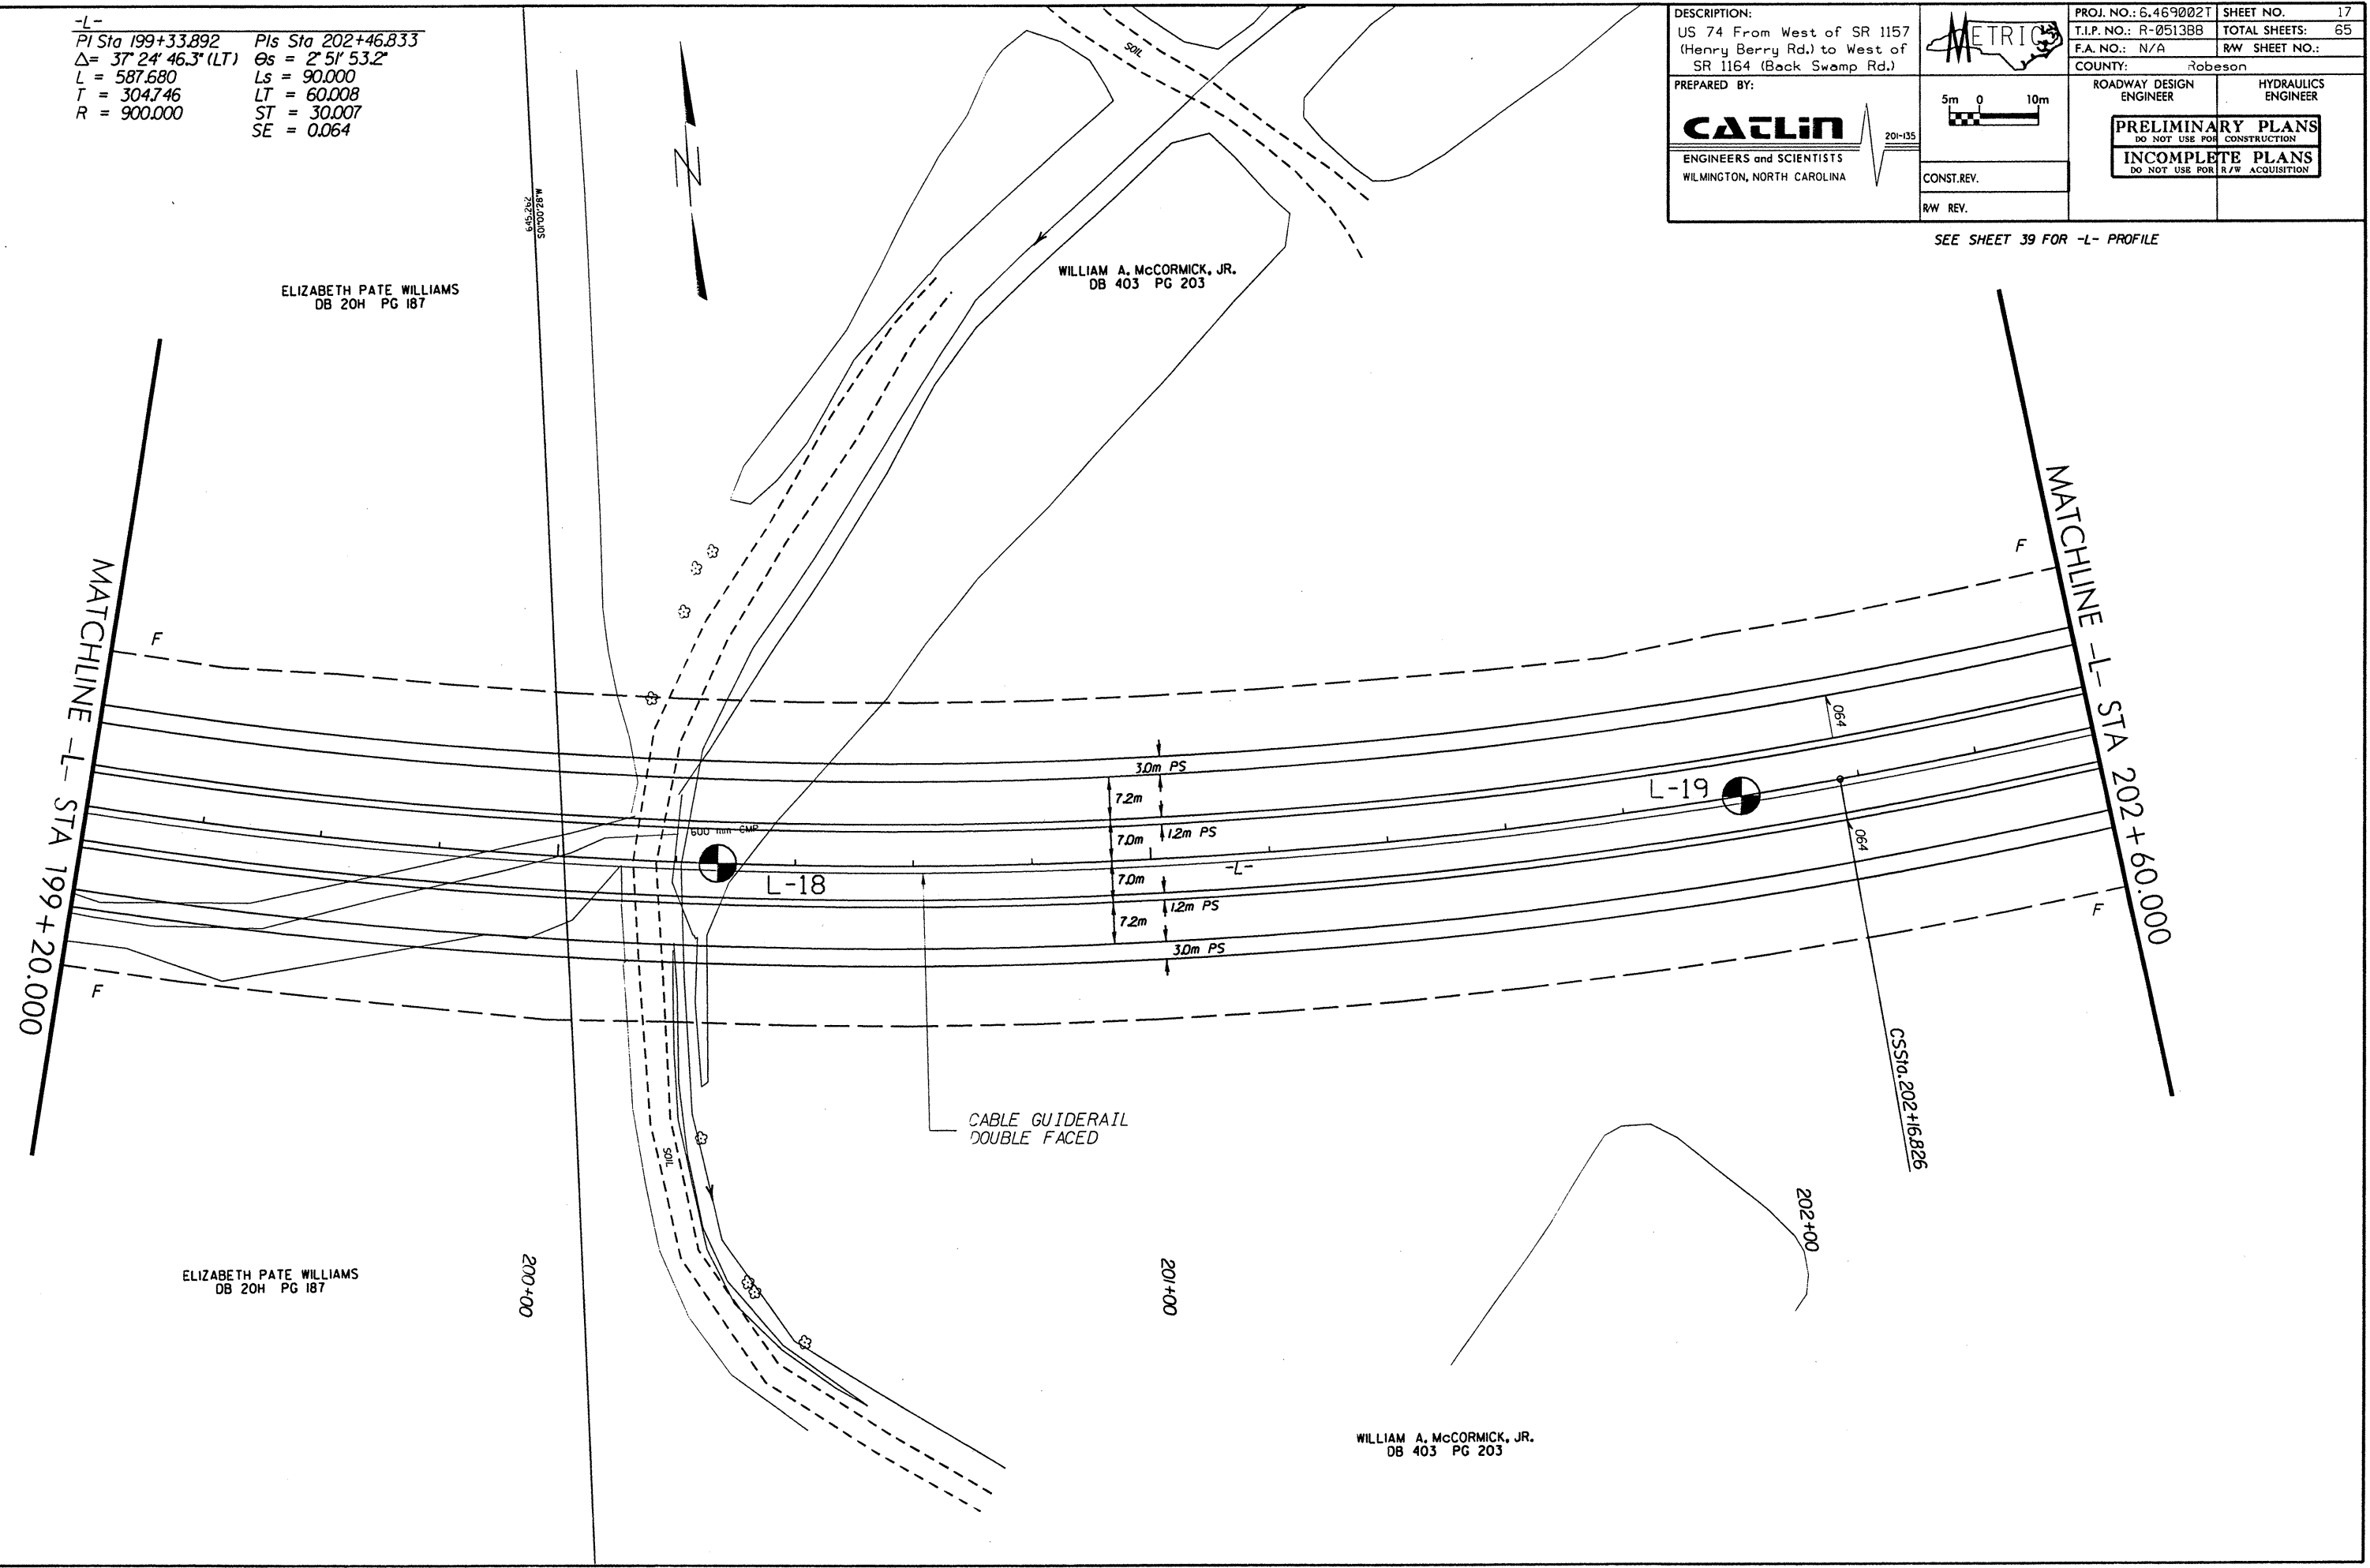 -L-
PI Sta 199+33.892 PIs Sta 202+46.833
Δ= 37° 24' 46.3" (LT) Θs = 2° 51' 53.2"
L = 587.680 Ls = 90.000
T = 304.746 LT = 60.008
R = 900.000 ST = 30.007
SE = 0.064
DESCRIPTION:
US 74 From West of SR 1157
(Henry Berry Rd.) to West of
SR 1164 (Back Swamp Rd.)
PREPARED BY:
CATLIN
201-135
ENGINEERS and SCIENTISTS
WILMINGTON, NORTH CAROLINA
METRIC
5m 0 10m
CONST.REV.
R/W REV.
PROJ. NO.: 6.469002T SHEET NO. 17
T.I.P. NO.: R-0513BB TOTAL SHEETS: 65
F.A. NO.: N/A R/W SHEET NO.:
COUNTY: Robeson
ROADWAY DESIGN
ENGINEER
HYDRAULICS
ENGINEER
PRELIMINARY PLANS
DO NOT USE FOR CONSTRUCTION
INCOMPLETE PLANS
DO NOT USE FOR R/W ACQUISITION
SEE SHEET 39 FOR -L- PROFILE
SOIL
N
645.262
S01°00'28"W
ELIZABETH PATE WILLIAMS
DB 20H PG 187
WILLIAM A. McCORMICK, JR.
DB 403 PG 203
MATCHLINE -L- STA 199+20.000
MATCHLINE -L- STA 202+60.000
F
F
F
F
3.0m PS
7.2m
1.2m PS
7.0m
7.0m
1.2m PS
7.2m
3.0m PS
600 mm CMP
L-18
-L-
L-19
.064
.064
CABLE GUIDERAIL
DOUBLE FACED
CSSta. 202+16.826
SOIL
200+00
201+00
202+00
ELIZABETH PATE WILLIAMS
DB 20H PG 187
WILLIAM A. McCORMICK, JR.
DB 403 PG 203